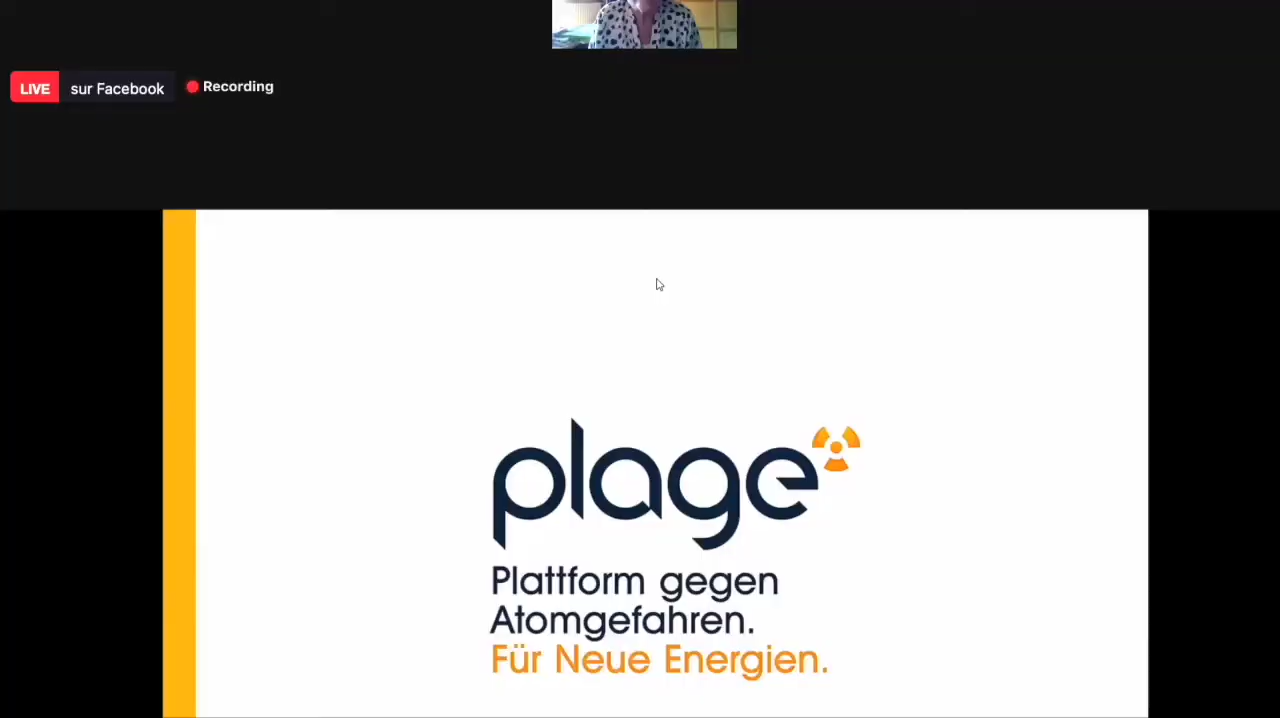 LIVE sur Facebook Recording
plage
Plattform gegen
Atomgefahren.
Für Neue Energien.